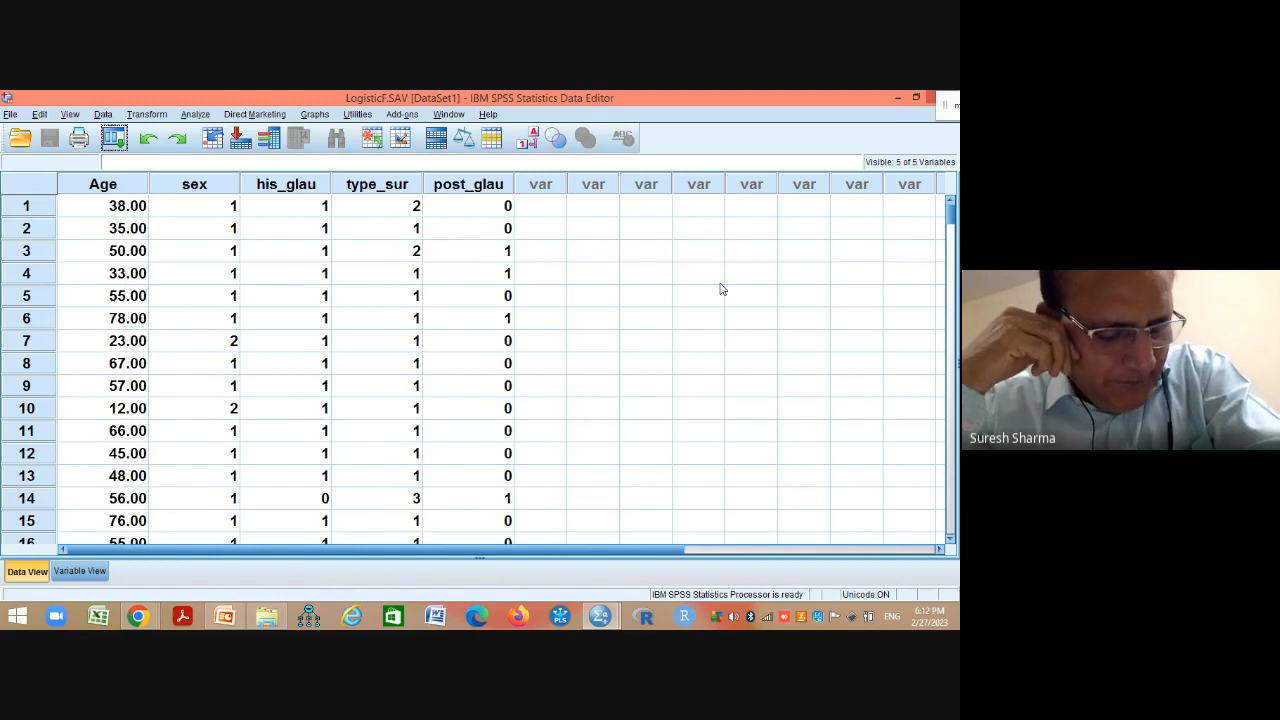 LogisticF.SAV [DataSet1] - IBM SPSS Statistics Data Editor
File Edit View Data Transform Analyze Direct Marketing Graphs Utilities Add-ons Window Help
Visible: 5 of 5 Variables
Age sex his_glau type_sur post_glau var var var var var var var var
1 38.00 1 1 2 0
2 35.00 1 1 1 0
3 50.00 1 1 2 1
4 33.00 1 1 1 1
5 55.00 1 1 1 0
6 78.00 1 1 1 1
7 23.00 2 1 1 0
8 67.00 1 1 1 0
9 57.00 1 1 1 0
10 12.00 2 1 1 0
11 66.00 1 1 1 0
12 45.00 1 1 1 0
13 48.00 1 1 1 0
14 56.00 1 0 3 1
15 76.00 1 1 1 0
16 55.00 1 1 1 0
Data View Variable View
IBM SPSS Statistics Processor is ready Unicode:ON
ENG
6:12 PM
2/27/2023
Suresh Sharma